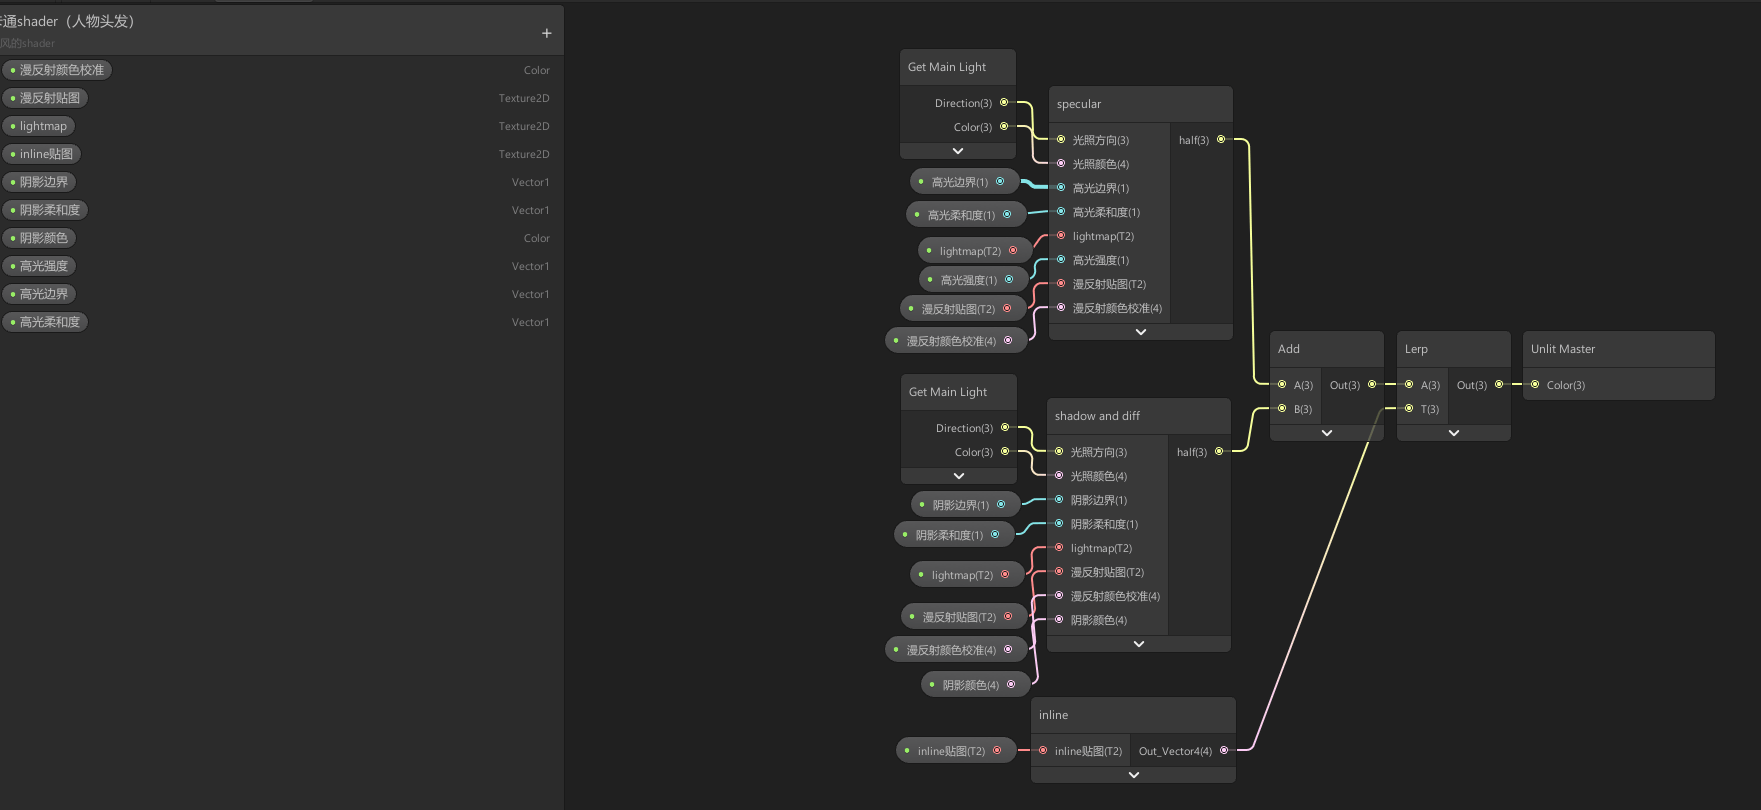 通shader（人物头发）
风的shader
漫反射颜色校准 Color
漫反射贴图 Texture2D
lightmap Texture2D
inline贴图 Texture2D
阴影边界 Vector1
阴影柔和度 Vector1
阴影颜色 Color
高光强度 Vector1
高光边界 Vector1
高光柔和度 Vector1
Get Main Light
Direction(3)
Color(3)
高光边界(1)
高光柔和度(1)
lightmap(T2)
高光强度(1)
漫反射贴图(T2)
漫反射颜色校准(4)
specular
光照方向(3) half(3)
光照颜色(4)
高光边界(1)
高光柔和度(1)
lightmap(T2)
高光强度(1)
漫反射贴图(T2)
漫反射颜色校准(4)
Get Main Light
Direction(3)
Color(3)
阴影边界(1)
阴影柔和度(1)
lightmap(T2)
漫反射贴图(T2)
漫反射颜色校准(4)
阴影颜色(4)
shadow and diff
光照方向(3) half(3)
光照颜色(4)
阴影边界(1)
阴影柔和度(1)
lightmap(T2)
漫反射贴图(T2)
漫反射颜色校准(4)
阴影颜色(4)
inline贴图(T2)
inline
inline贴图(T2) Out_Vector4(4)
Add
A(3) Out(3)
B(3)
Lerp
A(3) Out(3)
T(3)
Unlit Master
Color(3)